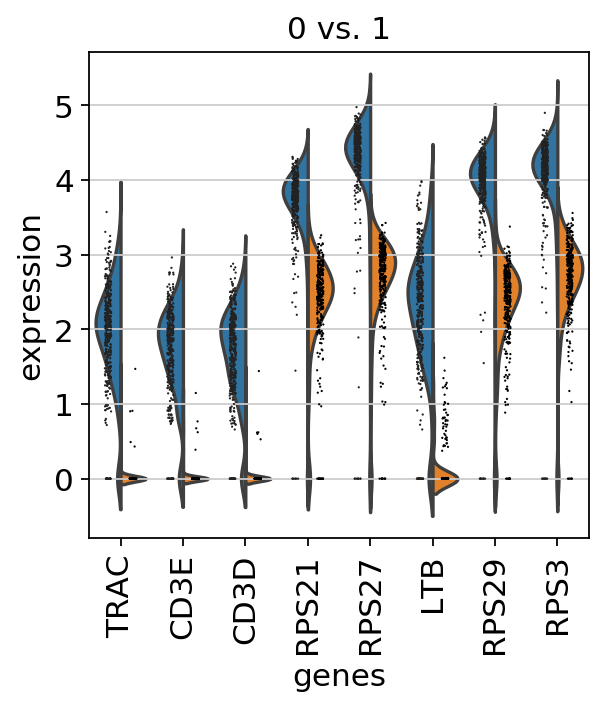 0 vs. 1
expression
5
4
3
2
1
0
TRAC
CD3E
CD3D
RPS21
RPS27
LTB
RPS29
RPS3
genes